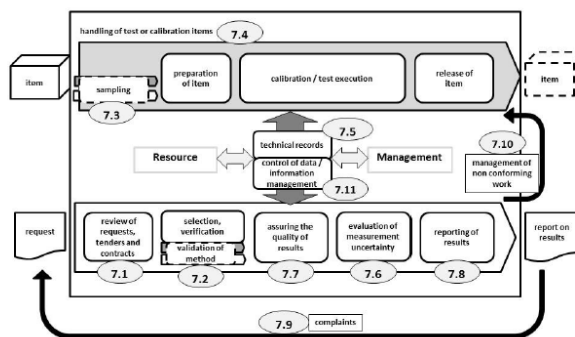 handling of test or calibration items
7.4
item
sampling
7.3
preparation
of item
calibration / test execution
release of
item
item
7.5
technical records
Resource
Management
control of data /
information
management
7.11
7.10
management of
non conforming
work
request
review of
requests,
tenders and
contracts
7.1
selection,
verification
validation of
method
7.2
assuring the
quality of
results
7.7
evaluation of
measurement
uncertainty
7.6
reporting of
results
7.8
report on
results
7.9
complaints